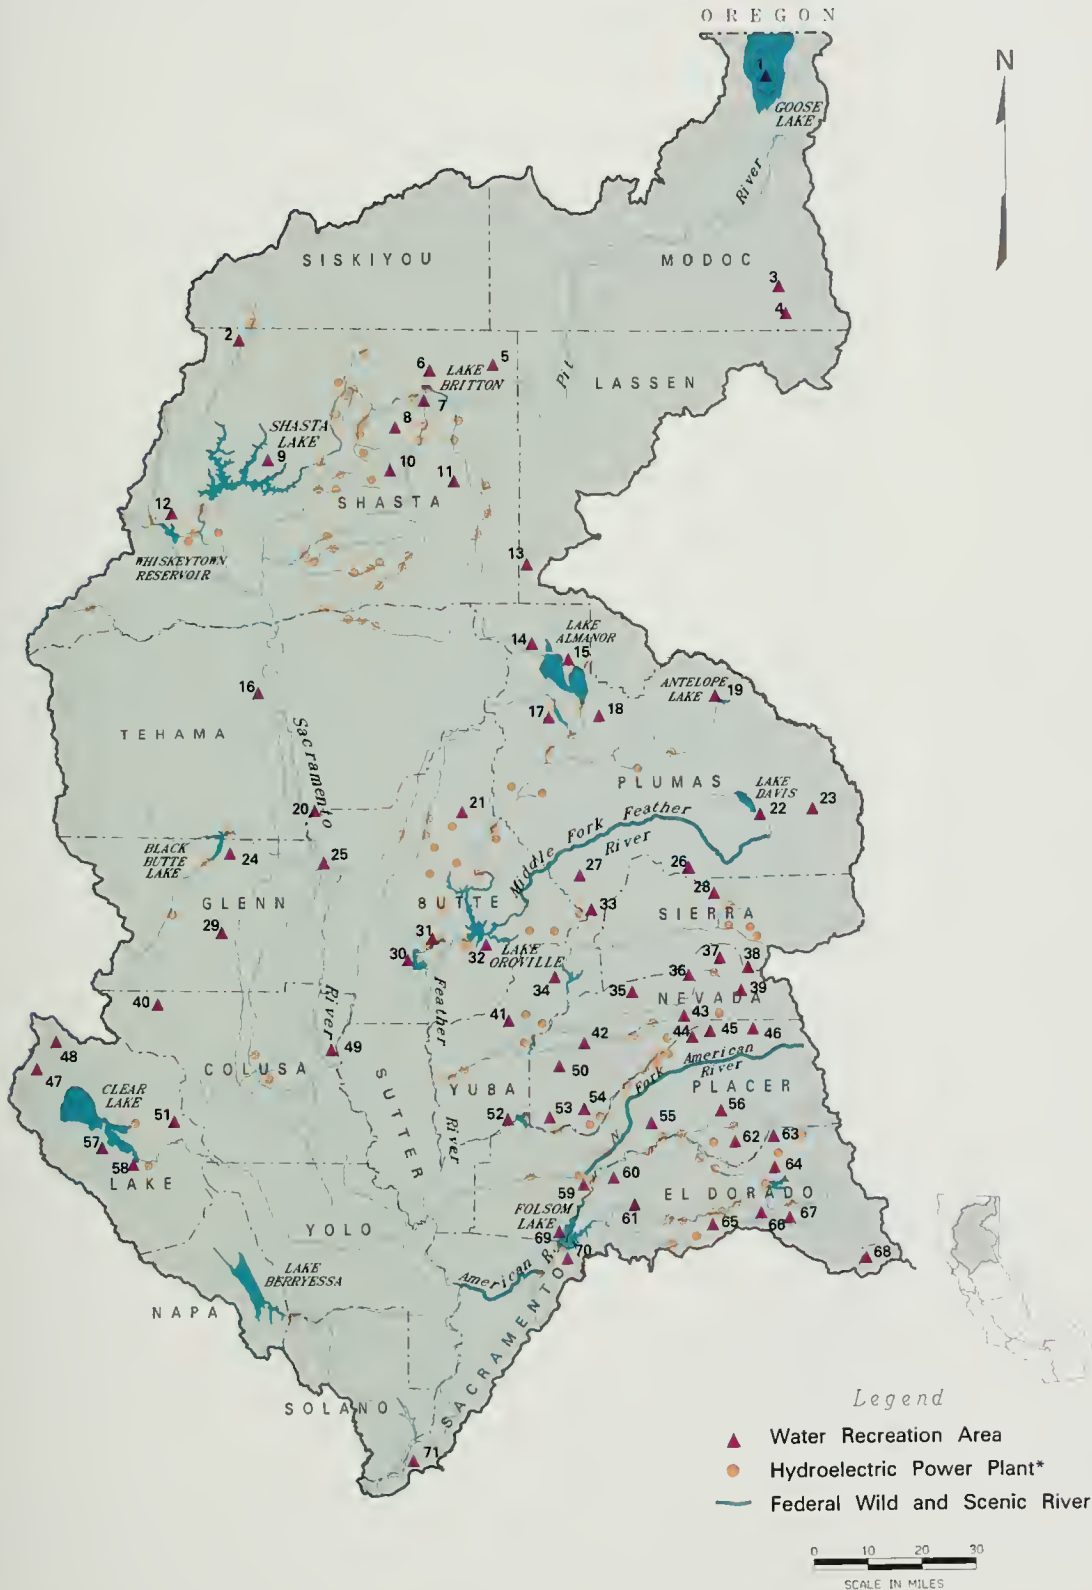 OREGON
N
1
GOOSE
LAKE
River
SISKIYOU
MODOC
3
4
2
6
5
LAKE
BRITTON
Pit
LASSEN
7
8
SHASTA
LAKE
9
10
11
SHASTA
12
WHISKEYTOWN
RESERVOIR
13
14
LAKE
ALMANOR
15
16
ANTELOPE
LAKE
19
17
18
TEHAMA
Sacramento
PLUMAS
LAKE
DAVIS
22
23
20
21
Middle Fork Feather
River
BLACK
BUTTE
LAKE
24
25
26
27
28
GLENN
BUTTE
33
SIERRA
29
31
30
32
LAKE
OROVILLE
37
38
36
34
35
39
NEVADA
40
River
Feather
41
43
42
44
45
46
48
49
American
River
47
COLUSA
SUTTER
YUBA
50
Fork
PLACER
CLEAR
LAKE
51
52
53
54
56
55
57
58
LAKE
River
N
62
63
64
60
59
EL DORADO
61
FOLSOM
LAKE
69
65
66
67
YOLO
70
68
LAKE
BERRYESSA
American R.
NAPA
SACRAMENTO
SOLANO
71
Legend
Water Recreation Area
Hydroelectric Power Plant*
Federal Wild and Scenic River
0 10 20 30
SCALE IN MILES